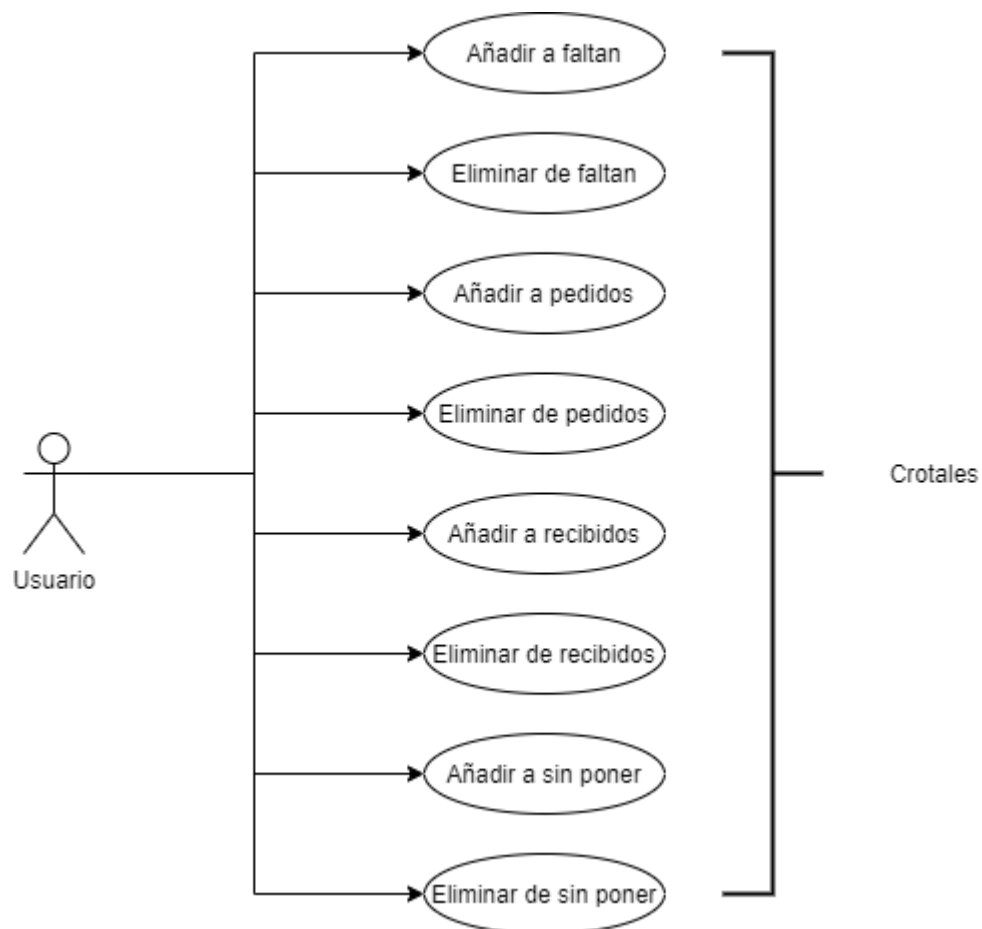 Añadir a faltan
Eliminar de faltan
Añadir a pedidos
Eliminar de pedidos
Crotales
Añadir a recibidos
Usuario
Eliminar de recibidos
Añadir a sin poner
Eliminar de sin poner